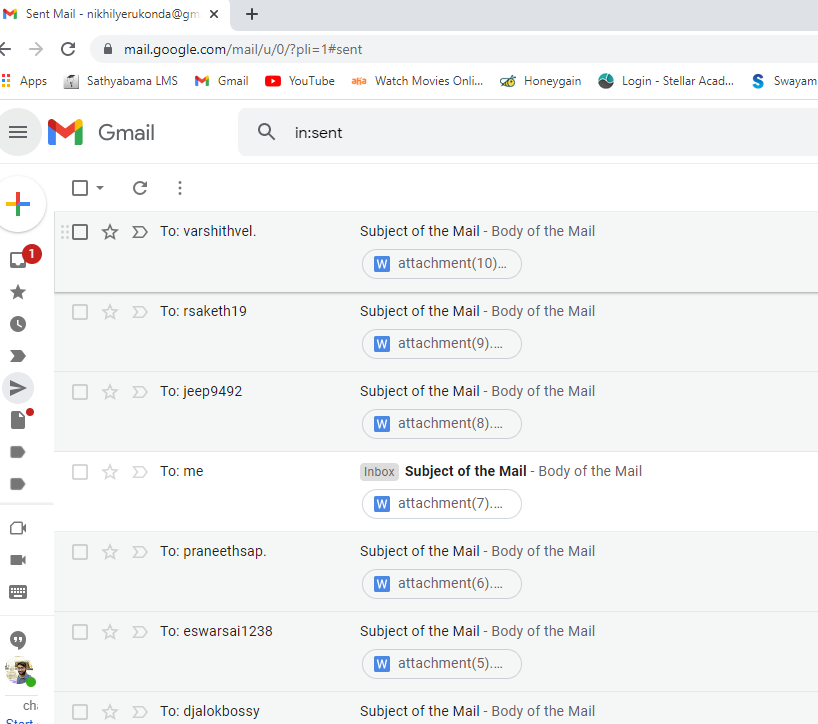 Sent Mail - nikhilyerukonda@gm
mail.google.com/mail/u/0/?pli=1#sent
Apps Sathyabama LMS Gmail YouTube Watch Movies Onli... Honeygain Login - Stellar Acad... Swayam
Gmail in:sent
To: varshithvel. Subject of the Mail - Body of the Mail
W attachment(10)...
1
To: rsaketh19 Subject of the Mail - Body of the Mail
W attachment(9)....
To: jeep9492 Subject of the Mail - Body of the Mail
W attachment(8)....
To: me Inbox Subject of the Mail - Body of the Mail
W attachment(7)....
To: praneethsap. Subject of the Mail - Body of the Mail
W attachment(6)....
To: eswarsai1238 Subject of the Mail - Body of the Mail
W attachment(5)....
To: djalokbossy Subject of the Mail - Body of the Mail
Start